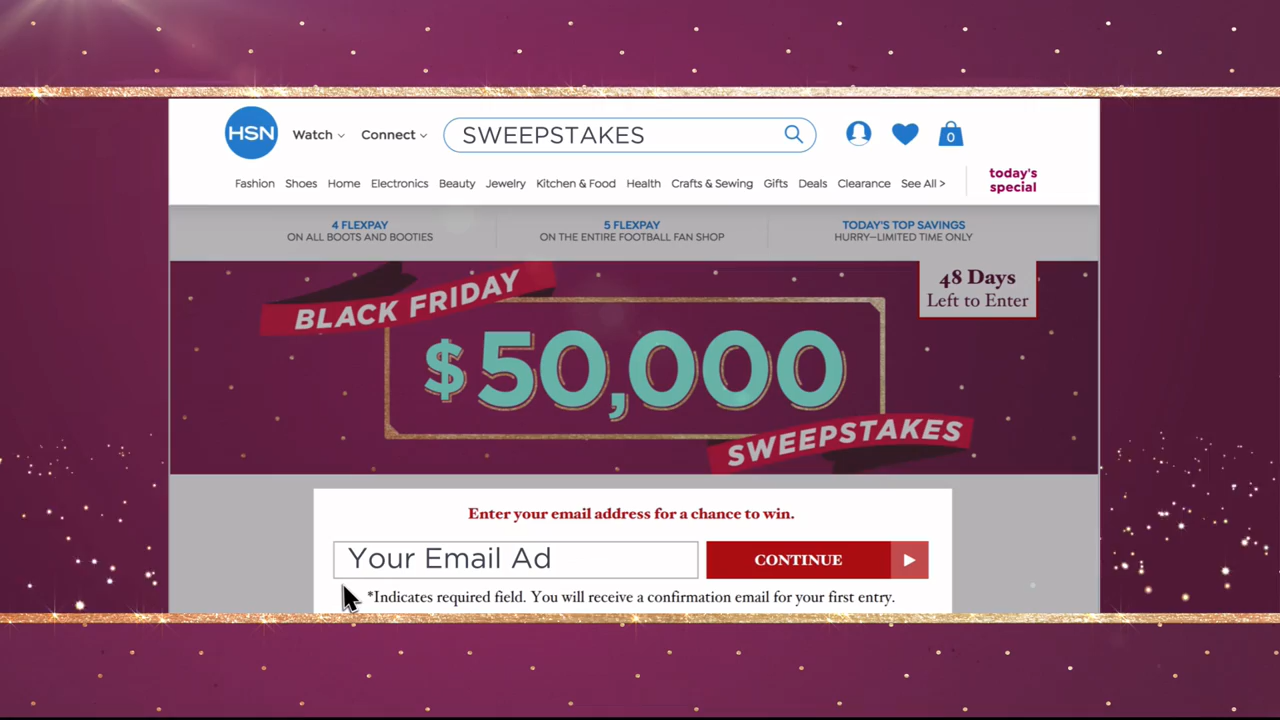 HSN Watch Connect SWEEPSTAKES 0
Fashion Shoes Home Electronics Beauty Jewelry Kitchen & Food Health Crafts & Sewing Gifts Deals Clearance See All >
today's
special
4 FLEXPAY
ON ALL BOOTS AND BOOTIES
5 FLEXPAY
ON THE ENTIRE FOOTBALL FAN SHOP
TODAY'S TOP SAVINGS
HURRY—LIMITED TIME ONLY
48 Days
Left to Enter
BLACK FRIDAY
$50,000
SWEEPSTAKES
Enter your email address for a chance to win.
Your Email Ad
CONTINUE
*Indicates required field. You will receive a confirmation email for your first entry.